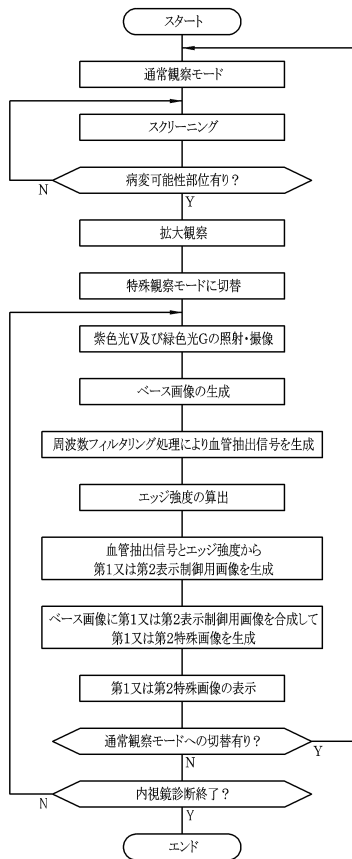 スタート
通常観察モード
スクリーニング
病変可能性部位有り？
N
Y
拡大観察
特殊観察モードに切替
紫色光V及び緑色光Gの照射・撮像
ベース画像の生成
周波数フィルタリング処理により血管抽出信号を生成
エッジ強度の算出
血管抽出信号とエッジ強度から
第1又は第2表示制御用画像を生成
ベース画像に第1又は第2表示制御用画像を合成して
第1又は第2特殊画像を生成
第1又は第2特殊画像の表示
通常観察モードへの切替有り？
Y
N
内視鏡診断終了？
N
Y
エンド